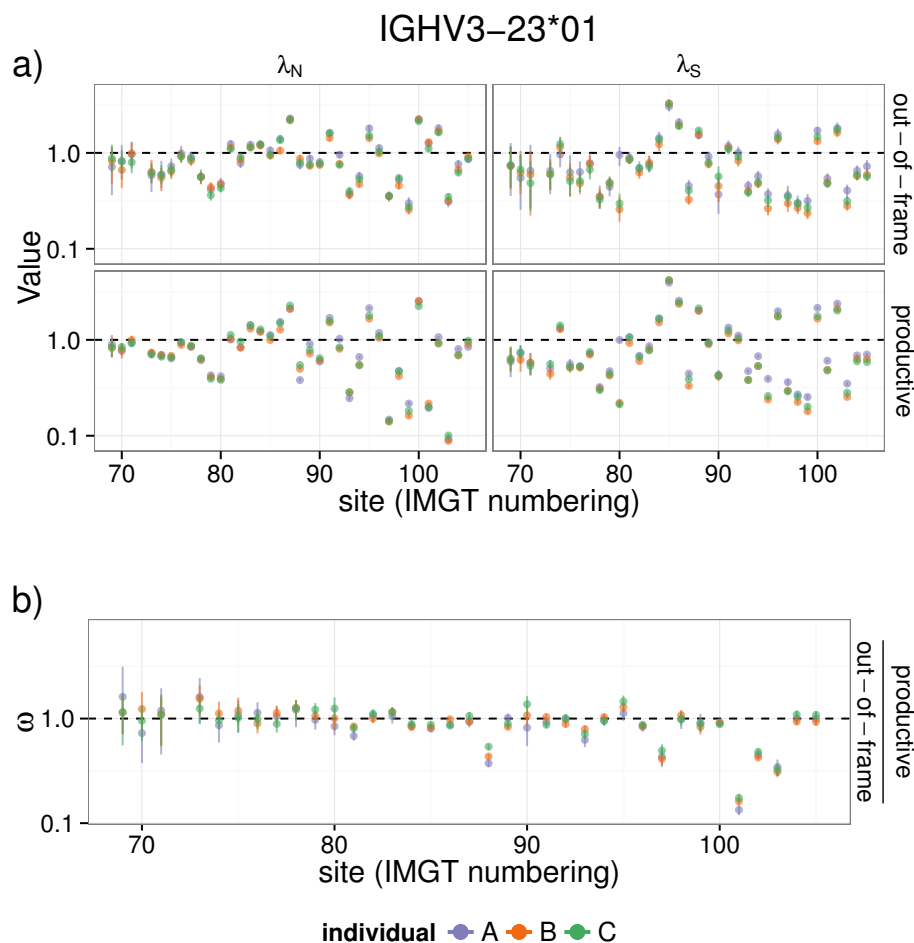 IGHV3−23*01
a)
λN
λS
1.0
0.1
out−of−frame
Value
1.0
0.1
productive
70
80
90
100
70
80
90
100
site (IMGT numbering)
b)
ω
1.0
0.1
productive
out−of−frame
70
80
90
100
site (IMGT numbering)
individual A B C